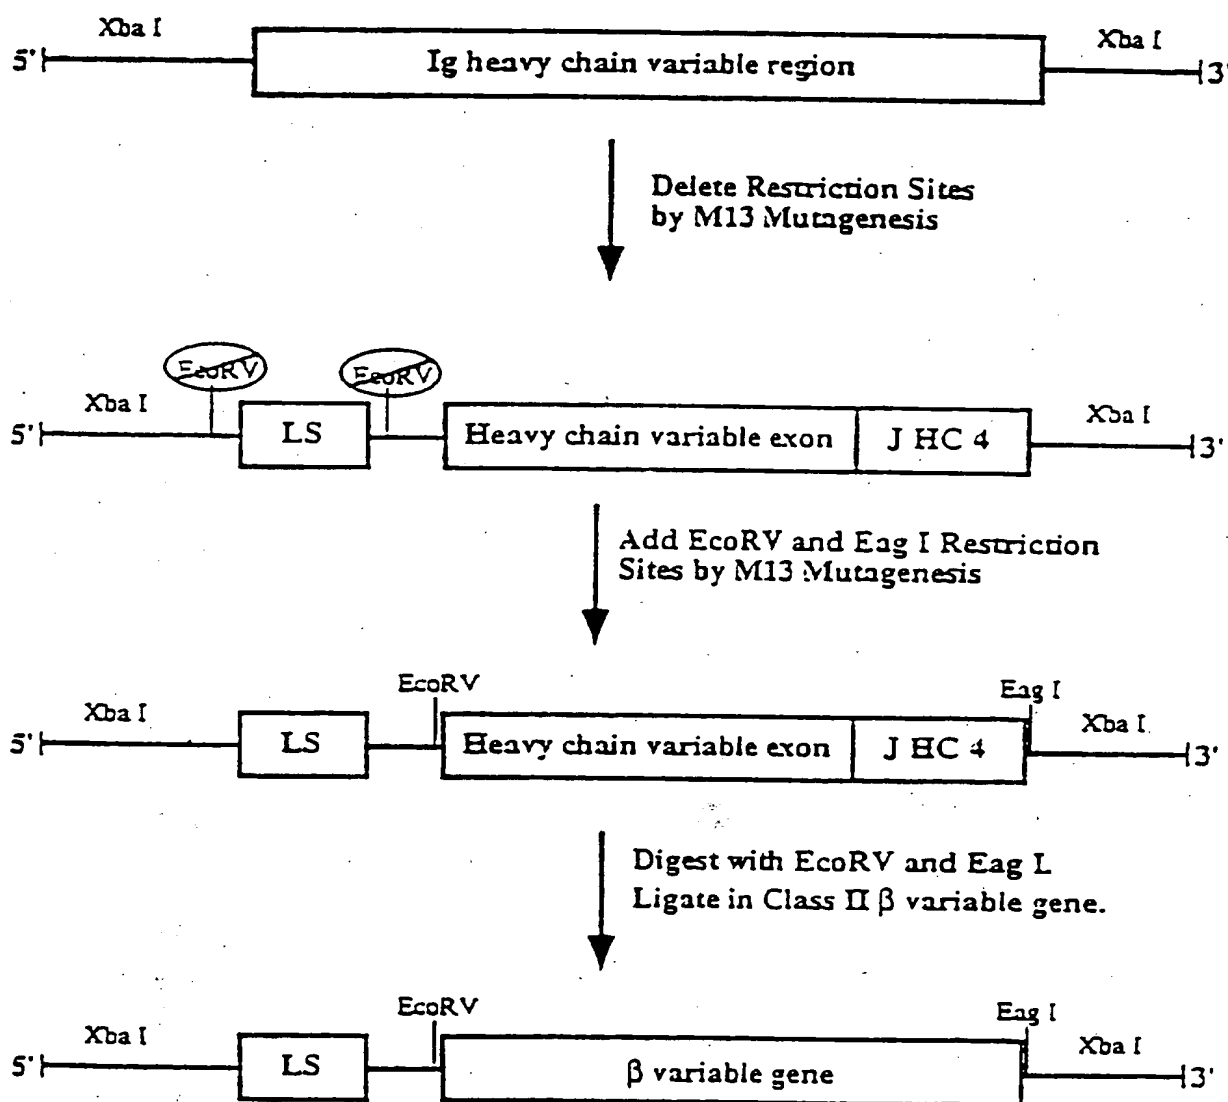 Xba I
Xba I
5' Ig heavy chain variable region 3'
Delete Restriction Sites
by M13 Mutagenesis
EcoRV EcoRV
Xba I Xba I
5' LS Heavy chain variable exon J HC 4 3'
Add EcoRV and Eag I Restriction
Sites by M13 Mutagenesis
EcoRV Eag I
Xba I Xba I
5' LS Heavy chain variable exon J HC 4 3'
Digest with EcoRV and Eag I.
Ligate in Class II β variable gene.
EcoRV Eag I
Xba I Xba I
5' LS β variable gene 3'